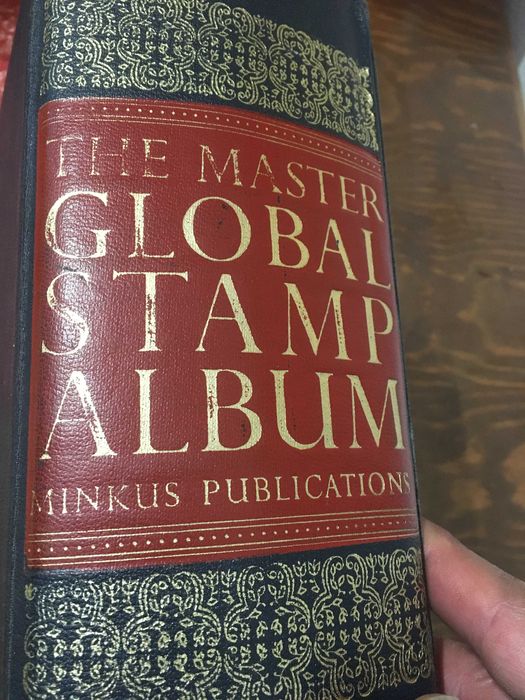 THE MASTER
GLOBAL
STAMP
ALBUM
MINKUS PUBLICATIONS